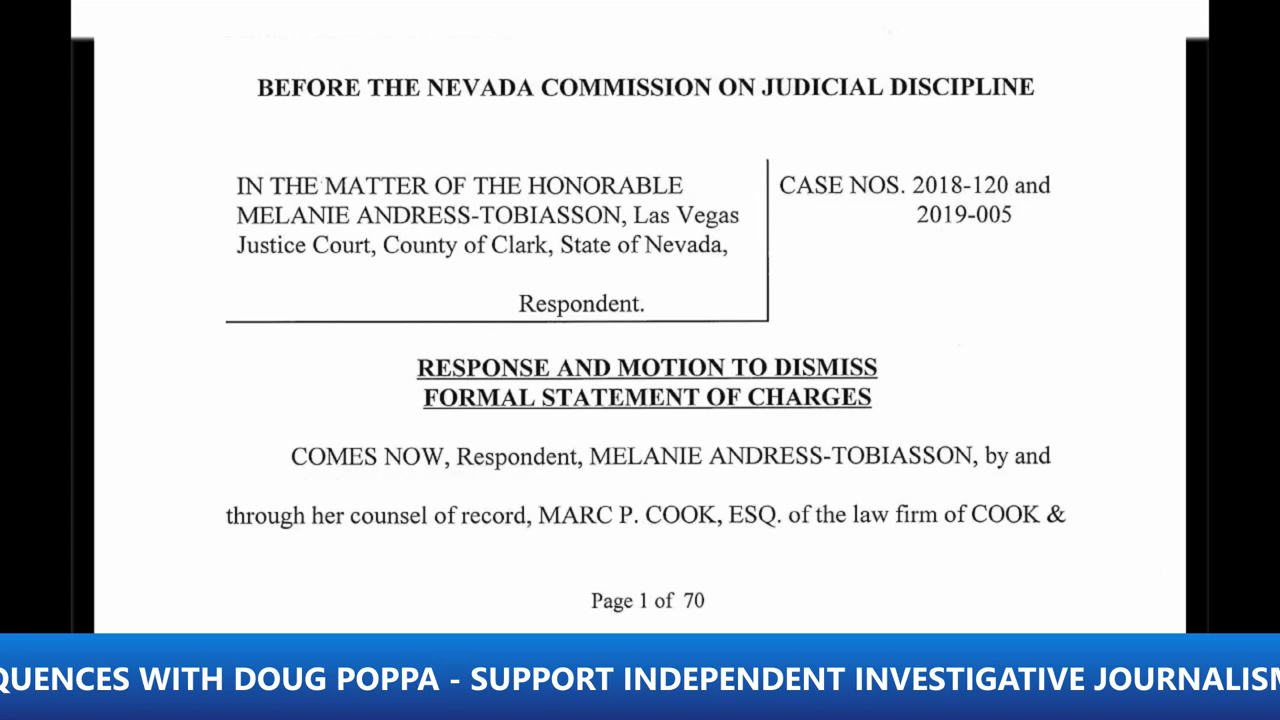 BEFORE THE NEVADA COMMISSION ON JUDICIAL DISCIPLINE
IN THE MATTER OF THE HONORABLE
MELANIE ANDRESS-TOBIASSON, Las Vegas
Justice Court, County of Clark, State of Nevada,
Respondent.
CASE NOS. 2018-120 and
2019-005
RESPONSE AND MOTION TO DISMISS
FORMAL STATEMENT OF CHARGES
COMES NOW, Respondent, MELANIE ANDRESS-TOBIASSON, by and
through her counsel of record, MARC P. COOK, ESQ. of the law firm of COOK &
Page 1 of 70
QUENCES WITH DOUG POPPA - SUPPORT INDEPENDENT INVESTIGATIVE JOURNALISM